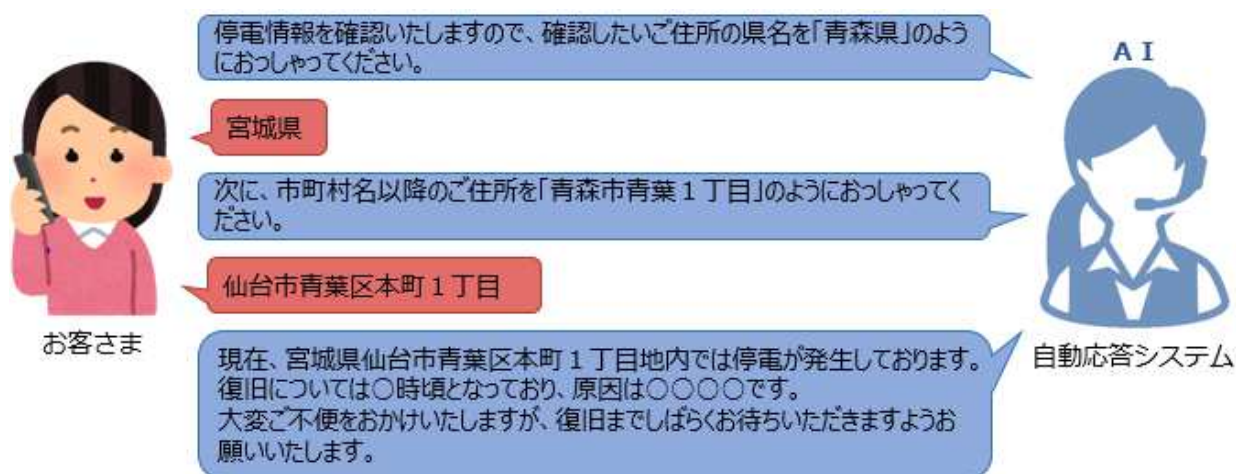 停電情報を確認いたしますので、確認したいご住所の県名を「青森県」のよう
におっしゃってください。
AI
宮城県
次に、市町村名以降のご住所を「青森市青葉１丁目」のようにおっしゃってく
ださい。
仙台市青葉区本町１丁目
お客さま
現在、宮城県仙台市青葉区本町１丁目地内では停電が発生しております。
復旧については○時頃となっており、原因は○○○○です。
大変ご不便をおかけいたしますが、復旧までしばらくお待ちいただきますようお
願いいたします。
自動応答システム